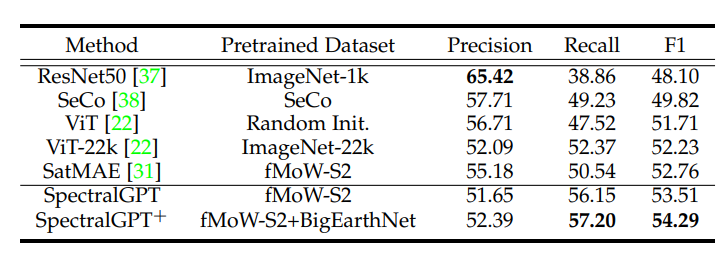 Method Pretrained Dataset Precision Recall F1
ResNet50 [37] ImageNet-1k 65.42 38.86 48.10
SeCo [38] SeCo 57.71 49.23 49.82
ViT [22] Random Init. 56.71 47.52 51.71
ViT-22k [22] ImageNet-22k 52.09 52.37 52.23
SatMAE [31] fMoW-S2 55.18 50.54 52.76
SpectralGPT fMoW-S2 51.65 56.15 53.51
SpectralGPT+ fMoW-S2+BigEarthNet 52.39 57.20 54.29